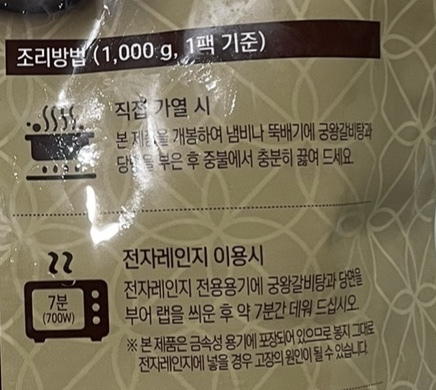 조리방법 (1,000 g, 1팩 기준)
직접 가열 시
본 제품을 개봉하여 냄비나 뚝배기에 궁왕갈비탕과
당면을 부은 후 중불에서 충분히 끓여 드세요.
전자레인지 이용시
7분
(700W)
전자레인지 전용용기에 궁왕갈비탕과 당면을
부어 랩을 씌운 후 약 7분간 데워 드십시오.
※ 본 제품은 금속성 용기에 포장되어 있으므로 봉지 그대로
전자레인지에 넣을 경우 고장의 원인이 될 수 있습니다.